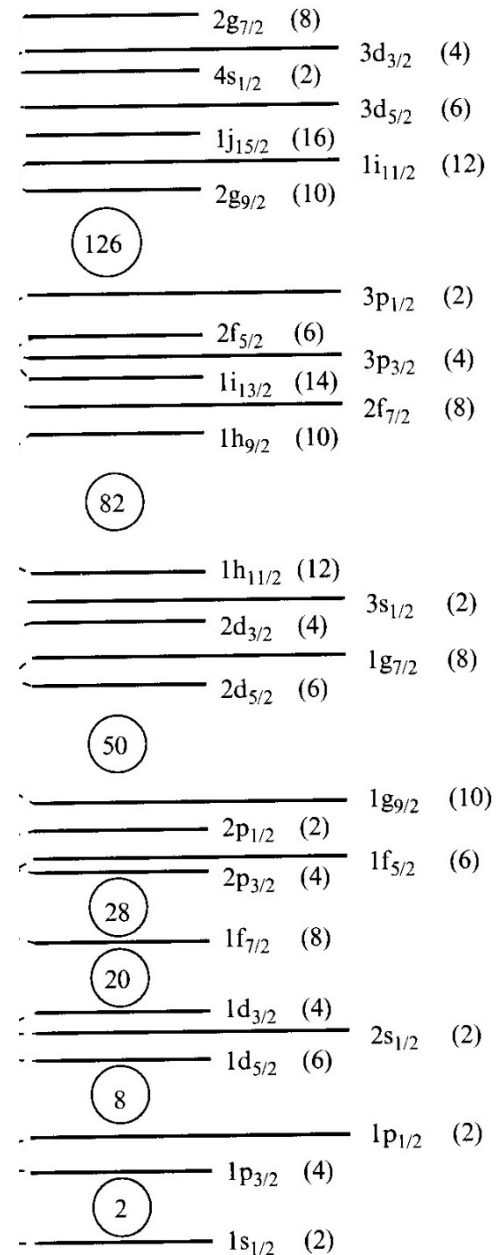 2g7/2 (8)
3d3/2 (4)
4s1/2 (2)
3d5/2 (6)
1j15/2 (16)
1i11/2 (12)
2g9/2 (10)
126
3p1/2 (2)
2f5/2 (6)
3p3/2 (4)
1i13/2 (14)
2f7/2 (8)
1h9/2 (10)
82
1h11/2 (12)
3s1/2 (2)
2d3/2 (4)
1g7/2 (8)
2d5/2 (6)
50
1g9/2 (10)
2p1/2 (2)
1f5/2 (6)
2p3/2 (4)
28
1f7/2 (8)
20
1d3/2 (4)
2s1/2 (2)
1d5/2 (6)
8
1p1/2 (2)
1p3/2 (4)
2
1s1/2 (2)